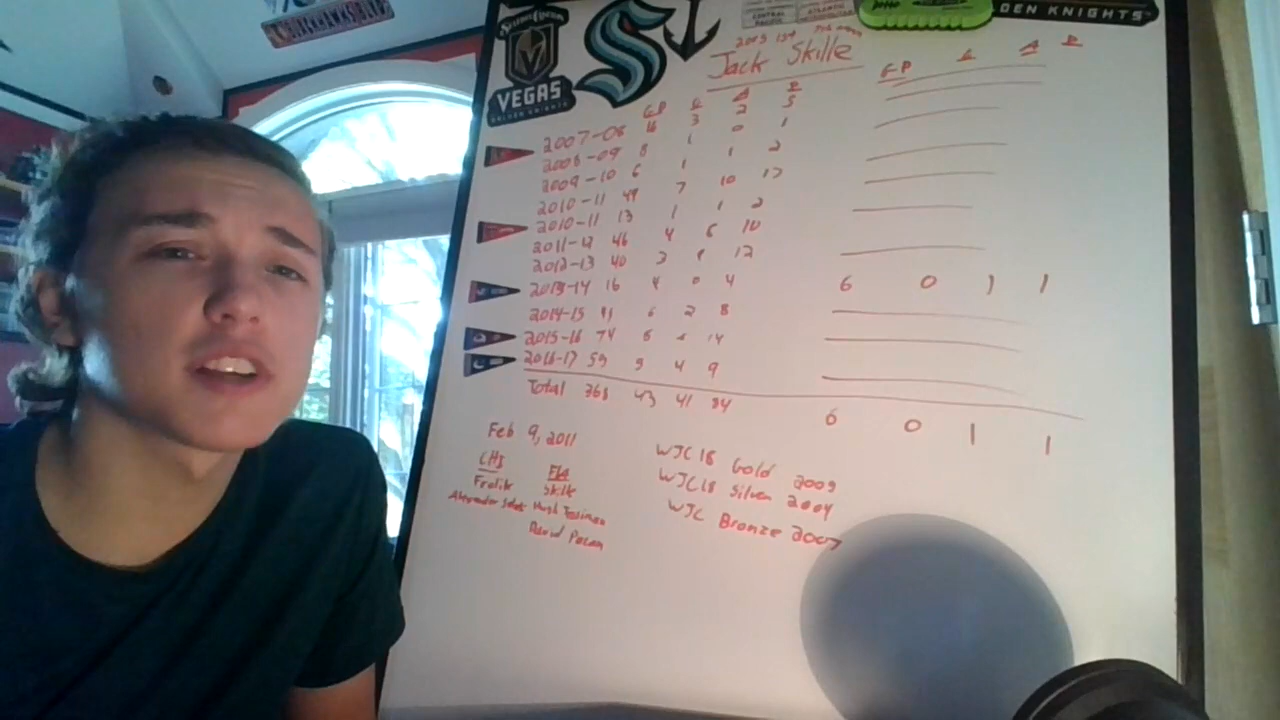 VEGAS
GOLDEN KNIGHTS
CENTRAL
PACIFIC
DEN KNIGHTS
2005 1st 7th
Jack Skille
GP G A P GP G A P
2007-08 16 3 2 5
2008-09 8 1 0 1
2009-10 6 1 1 2
2010-11 49 7 10 17
2010-11 13 1 1 2
2011-12 46 4 6 10
2012-13 40 3 9 12
2013-14 16 4 0 4 6 0 1 1
2014-15 45 6 2 8
2015-16 74 8 6 14
2016-17 55 5 4 9
Total 368 43 41 84 6 0 1 1
Feb 9, 2011
CHI FLA
Frolik Skille
Alexander Salak Hugh Jessiman
David Pacan
WJC18 Gold 2005
WJC18 Silver 2004
WJC Bronze 2007